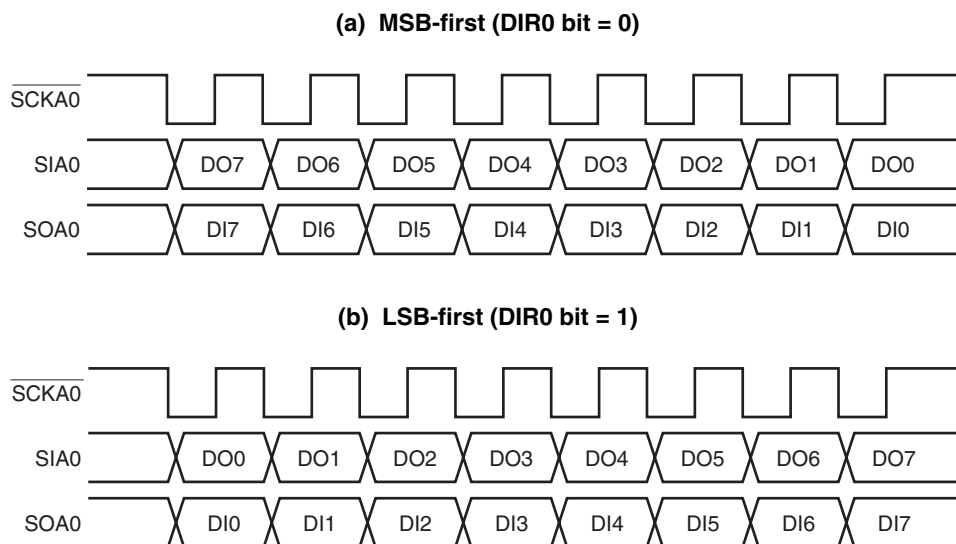 (a) MSB-first (DIR0 bit = 0)
SCKA0
SIA0 DO7 DO6 DO5 DO4 DO3 DO2 DO1 DO0
SOA0 DI7 DI6 DI5 DI4 DI3 DI2 DI1 DI0
(b) LSB-first (DIR0 bit = 1)
SCKA0
SIA0 DO0 DO1 DO2 DO3 DO4 DO5 DO6 DO7
SOA0 DI0 DI1 DI2 DI3 DI4 DI5 DI6 DI7